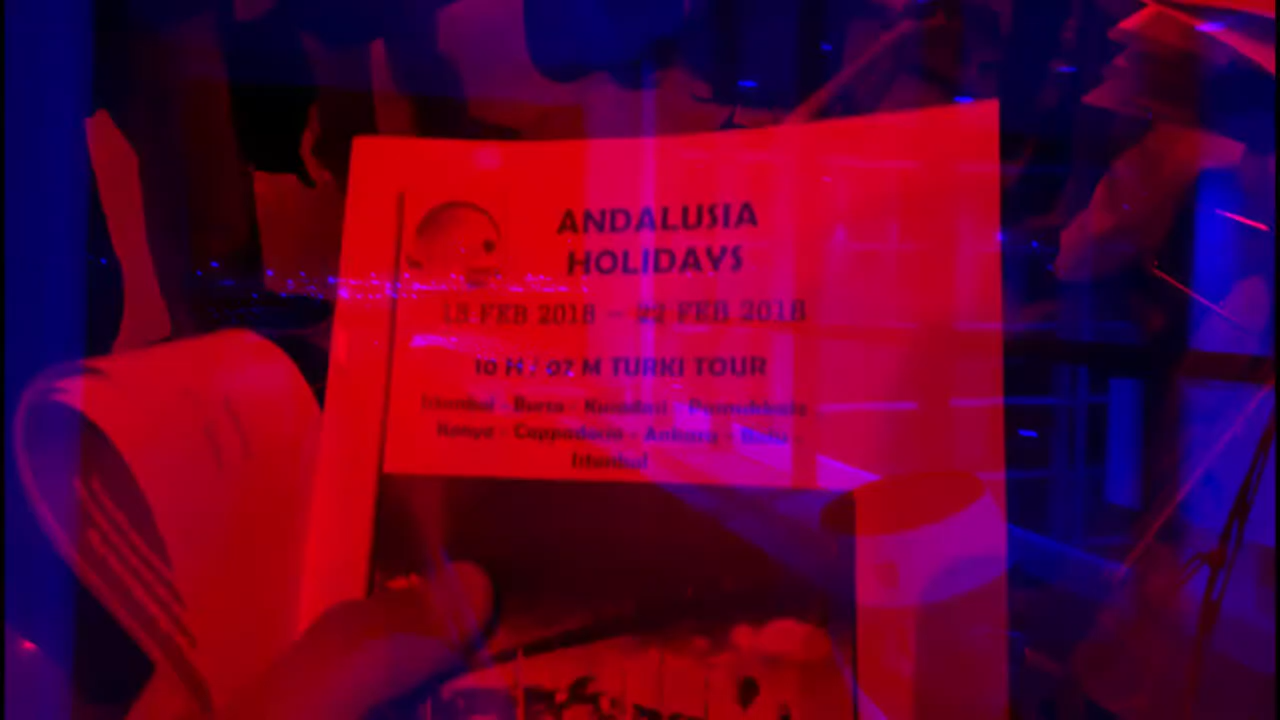 ANDALUSIA
HOLIDAYS
15 FEB 2018 – 22 FEB 2018
10 H / 07 M TURKI TOUR
Istanbul - Bursa - Kusadasi - Pamukkale -
Konya - Cappadocia - Ankara - Bolu -
Istanbul